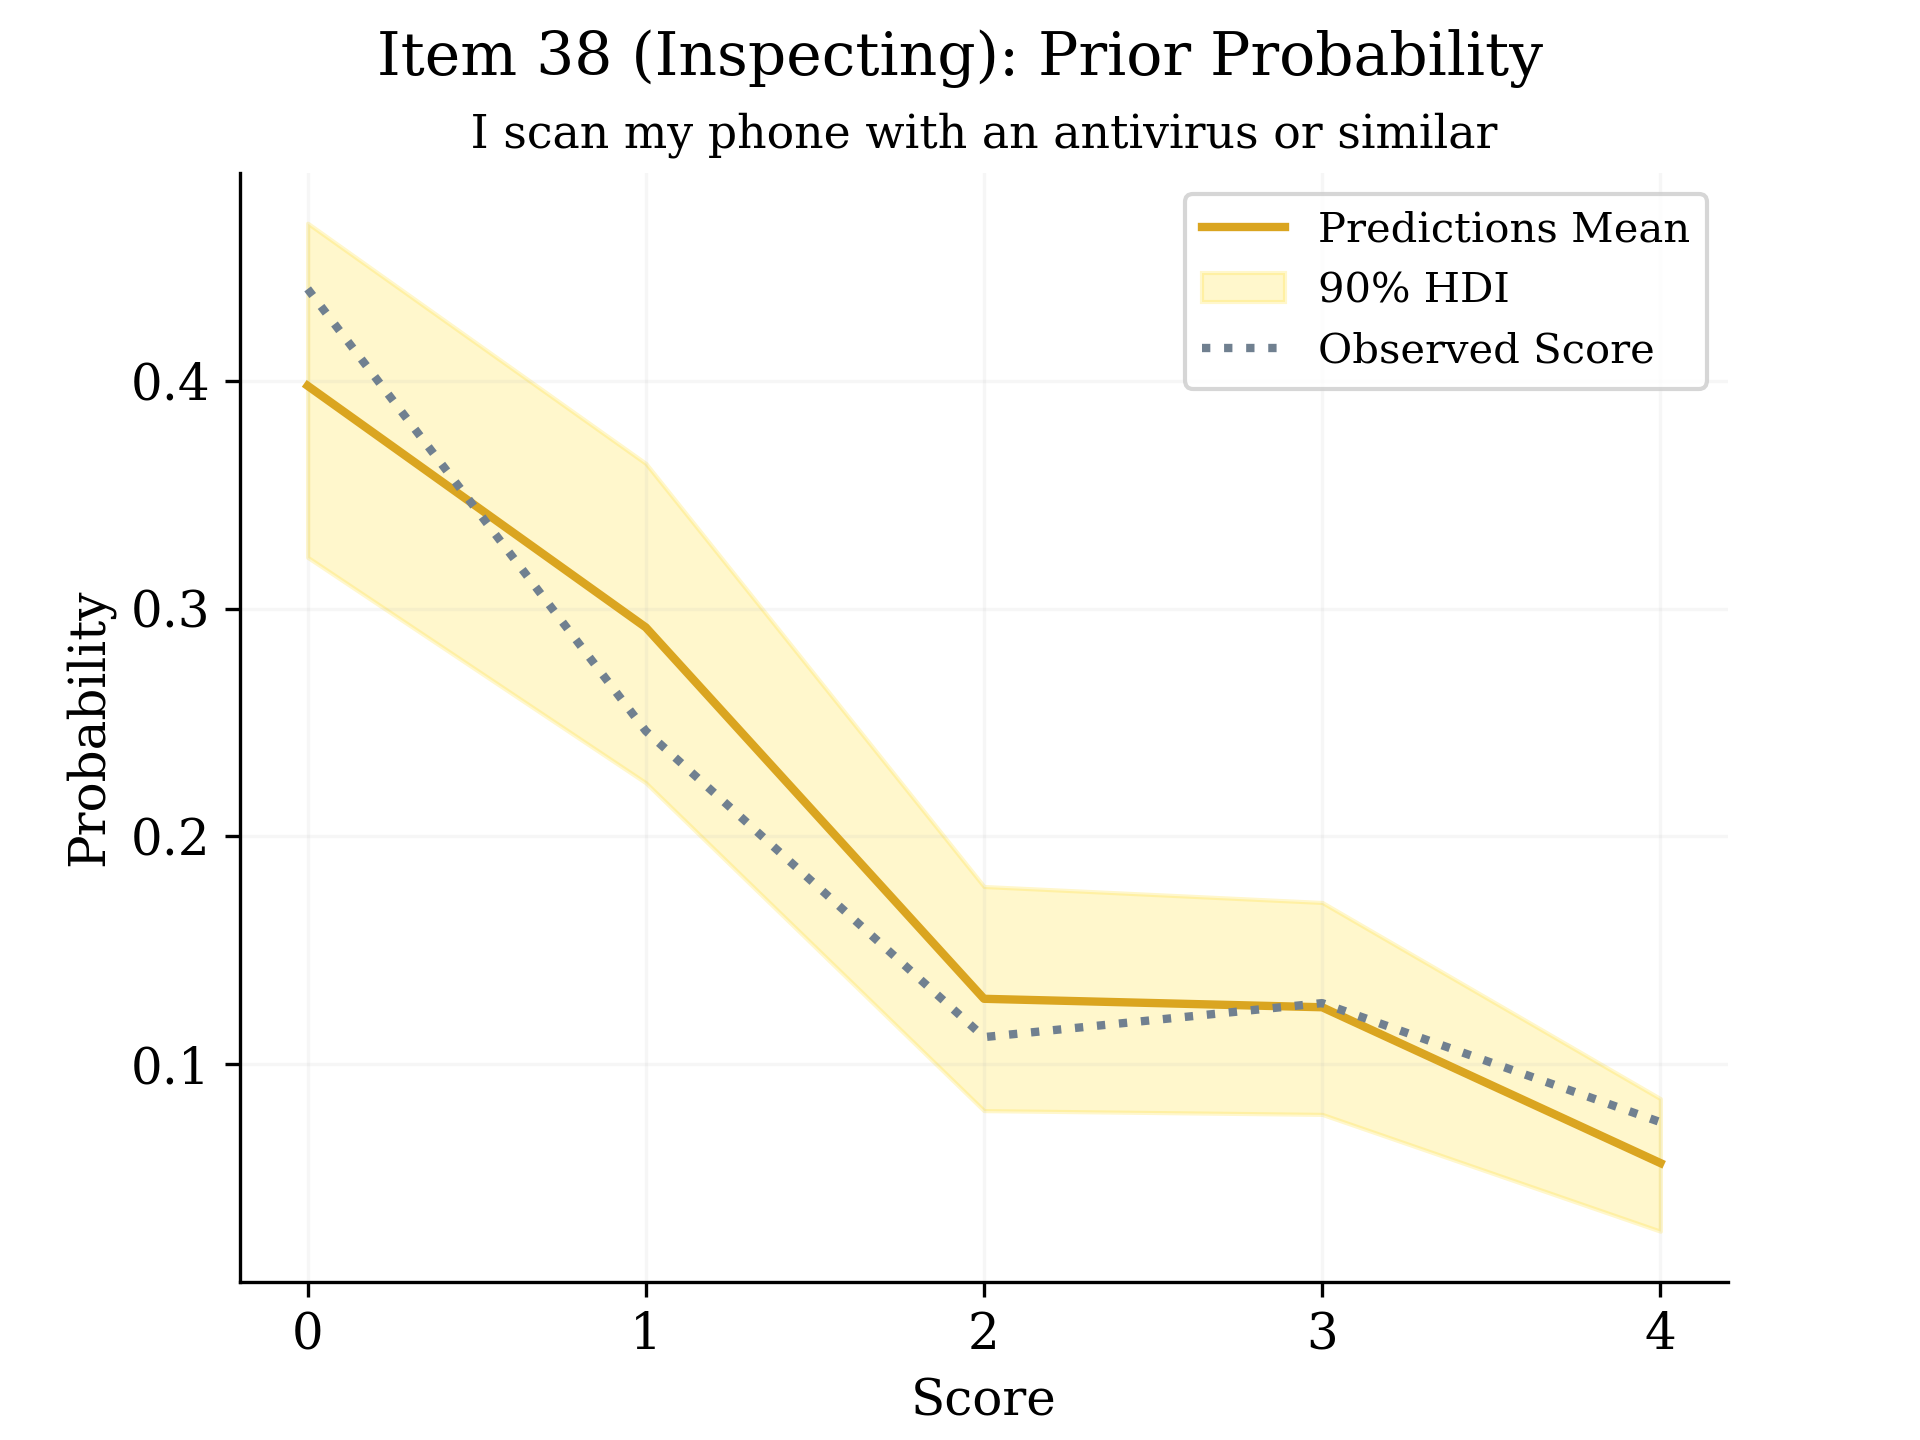 Item 38 (Inspecting): Prior Probability
I scan my phone with an antivirus or similar
Predictions Mean
90% HDI
Observed Score
Probability
0.4
0.3
0.2
0.1
0 1 2 3 4
Score